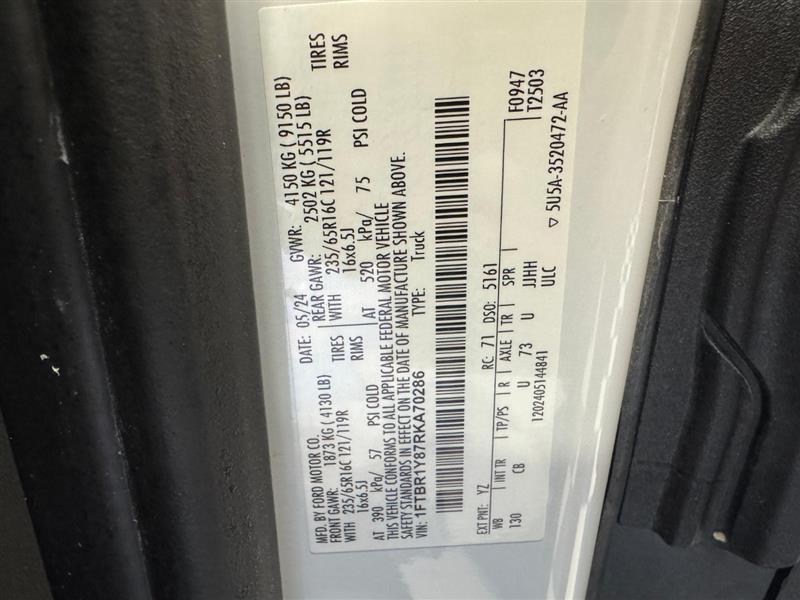 MFD. BY FORD MOTOR CO.
DATE: 05/24 GVWR: 4150 KG ( 9150 LB)
FRONT GAWR: 1873 KG ( 4130 LB) REAR GAWR: 2502 KG ( 5515 LB)
WITH 235/65R16C 121/119R TIRES WITH 235/65R16C 121/119R TIRES
16x6.5J RIMS 16x6.5J RIMS
AT 390 kPa/ 57 PSI COLD AT 520 kPa/ 75 PSI COLD
THIS VEHICLE CONFORMS TO ALL APPLICABLE FEDERAL MOTOR VEHICLE
SAFETY STANDARDS IN EFFECT ON THE DATE OF MANUFACTURE SHOWN ABOVE.
VIN: 1FTBR1Y87RKA70286 TYPE: Truck
F0947
T2503
EXT PNT: YZ RC: 71 DSO: 5161
WB INT TR TP/PS R AXLE TR SPR
130 CB U 73 U JJHH
1202405144841 ULC
▽ 5U5A-3520472-AA